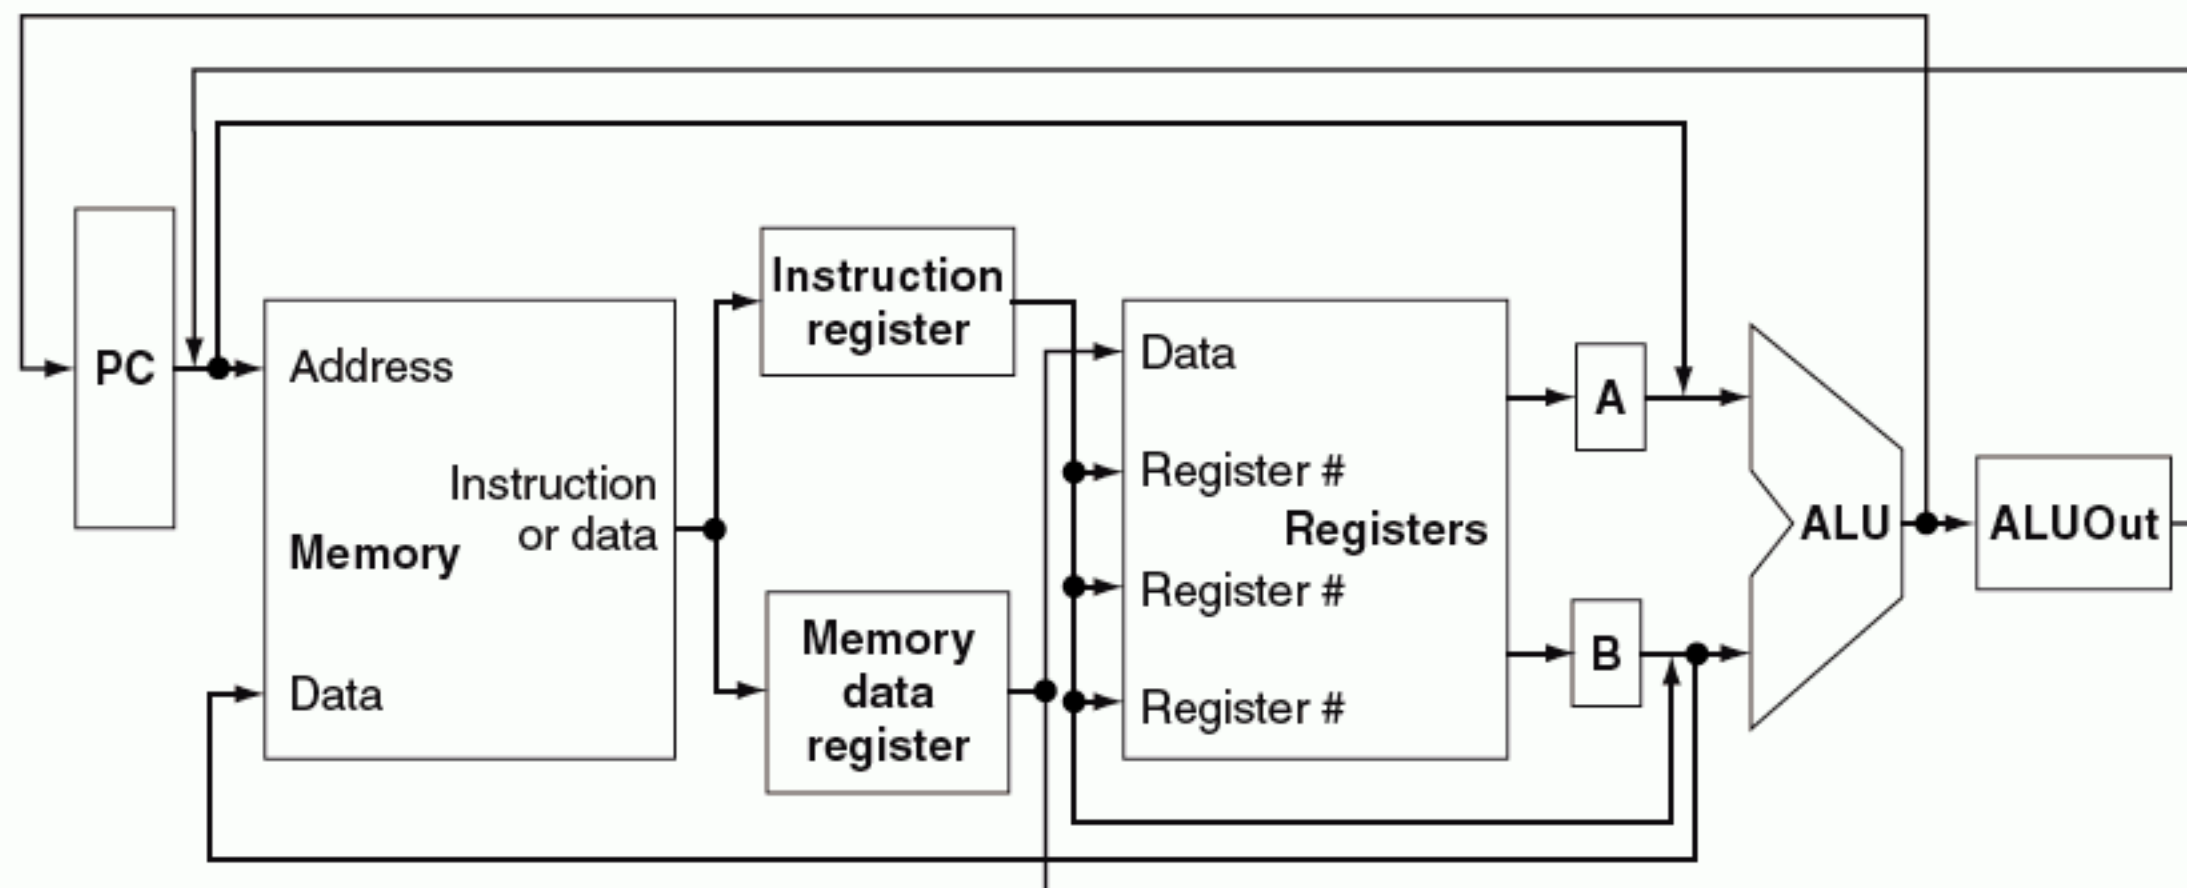 PC
Address
Instruction
or data
Memory
Data
Instruction
register
Memory
data
register
Data
Register #
Registers
Register #
Register #
A
B
ALU
ALUOut